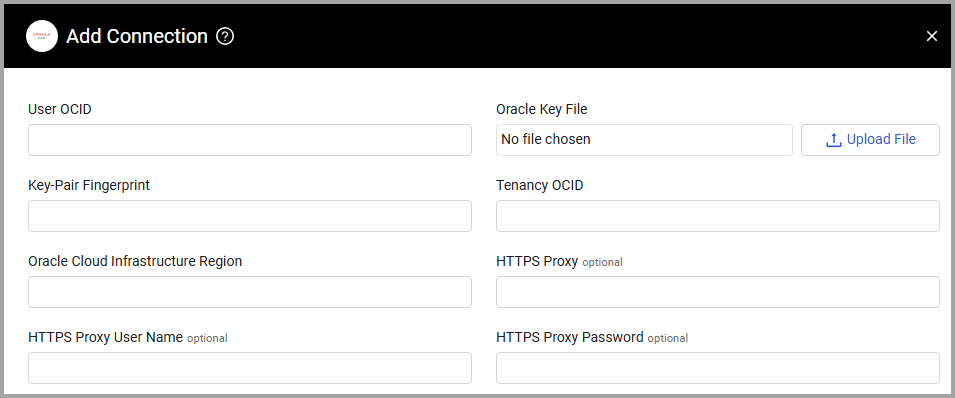 Add Connection ?
User OCID
Oracle Key File
No file chosen
Upload File
Key-Pair Fingerprint
Tenancy OCID
Oracle Cloud Infrastructure Region
HTTPS Proxy optional
HTTPS Proxy User Name optional
HTTPS Proxy Password optional